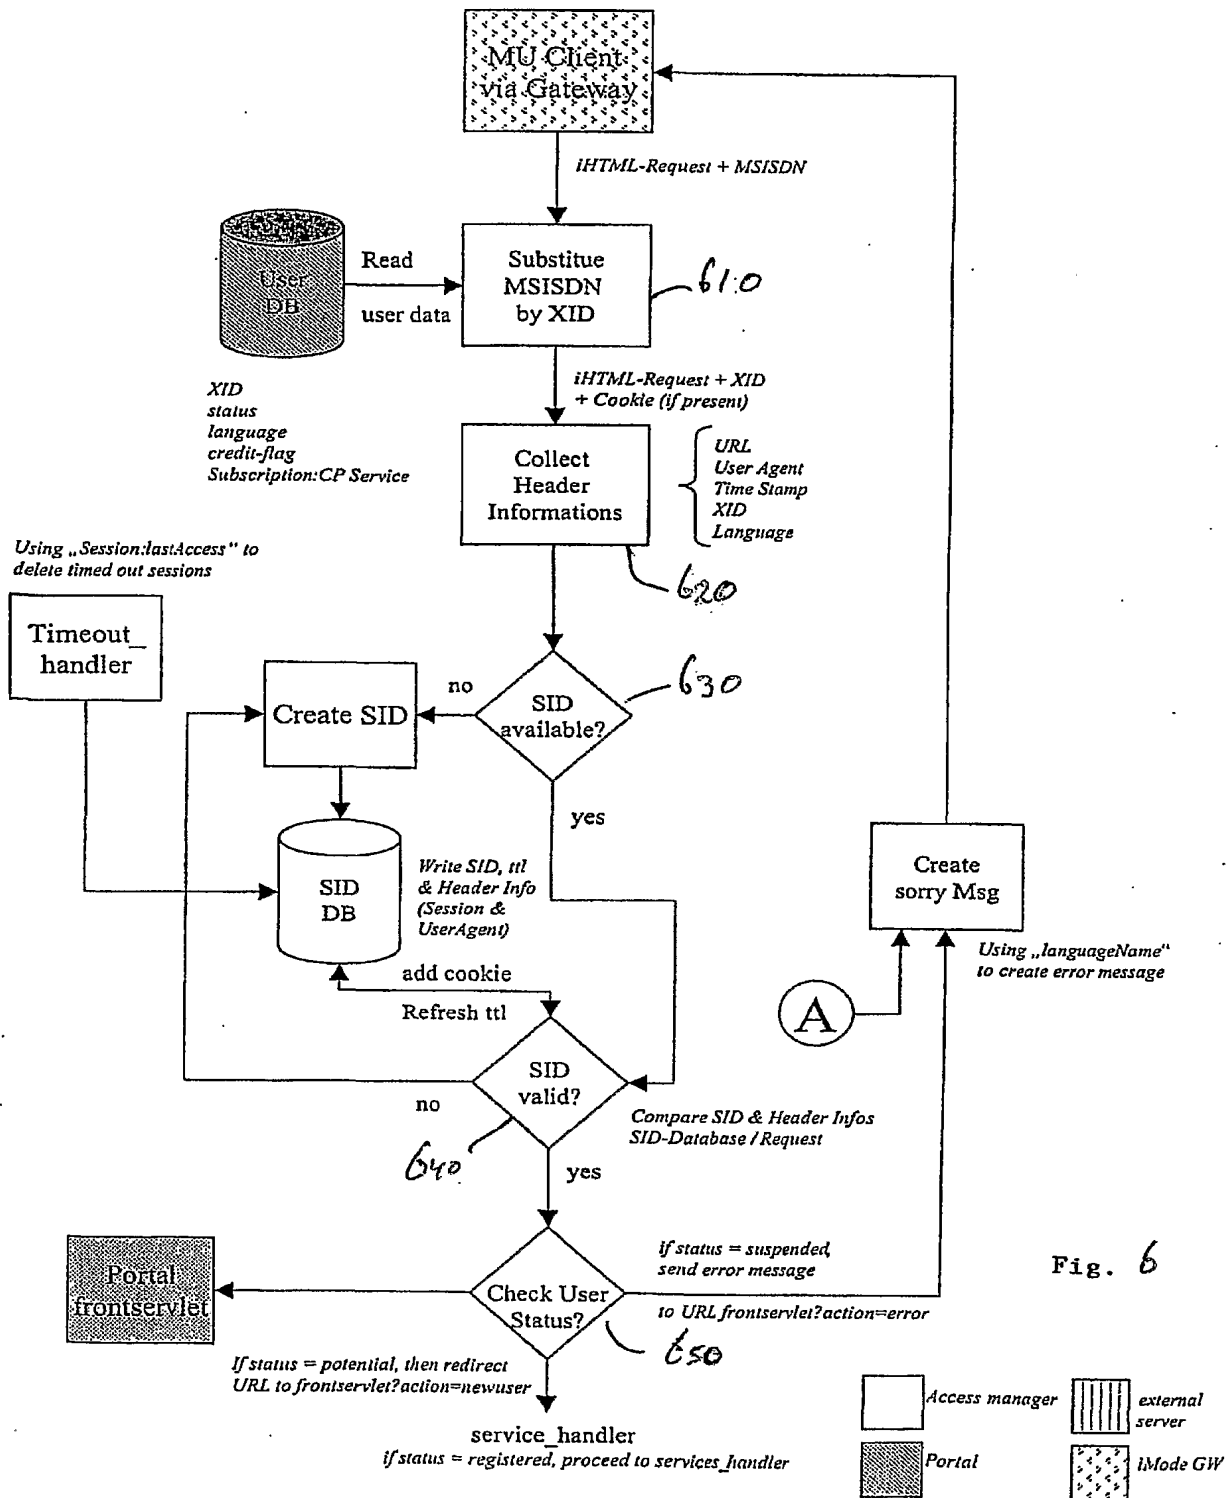 MU Client
via Gateway
iHTML-Request + MSISDN
User
DB
Read
user data
Substitue
MSISDN
by XID
610
XID
status
language
credit-flag
Subscription:CP Service
iHTML-Request + XID
+ Cookie (if present)
Collect
Header
Informations
URL
User Agent
Time Stamp
XID
Language
620
Using „Session:lastAccess" to
delete timed out sessions
Timeout_
handler
Create SID
no
SID
available?
630
yes
SID
DB
Write SID, ttl
& Header Info
(Session &
UserAgent)
Create
sorry Msg
Using „languageName"
to create error message
A
add cookie
Refresh ttl
SID
valid?
no
640
Compare SID & Header Infos
SID-Database / Request
yes
Portal
frontservlet
Check User
Status?
if status = suspended,
send error message
to URL frontservlet?action=error
650
Fig. 6
If status = potential, then redirect
URL to frontservlet?action=newuser
service_handler
if status = registered, proceed to services_handler
Access manager
external
server
Portal
iMode GW